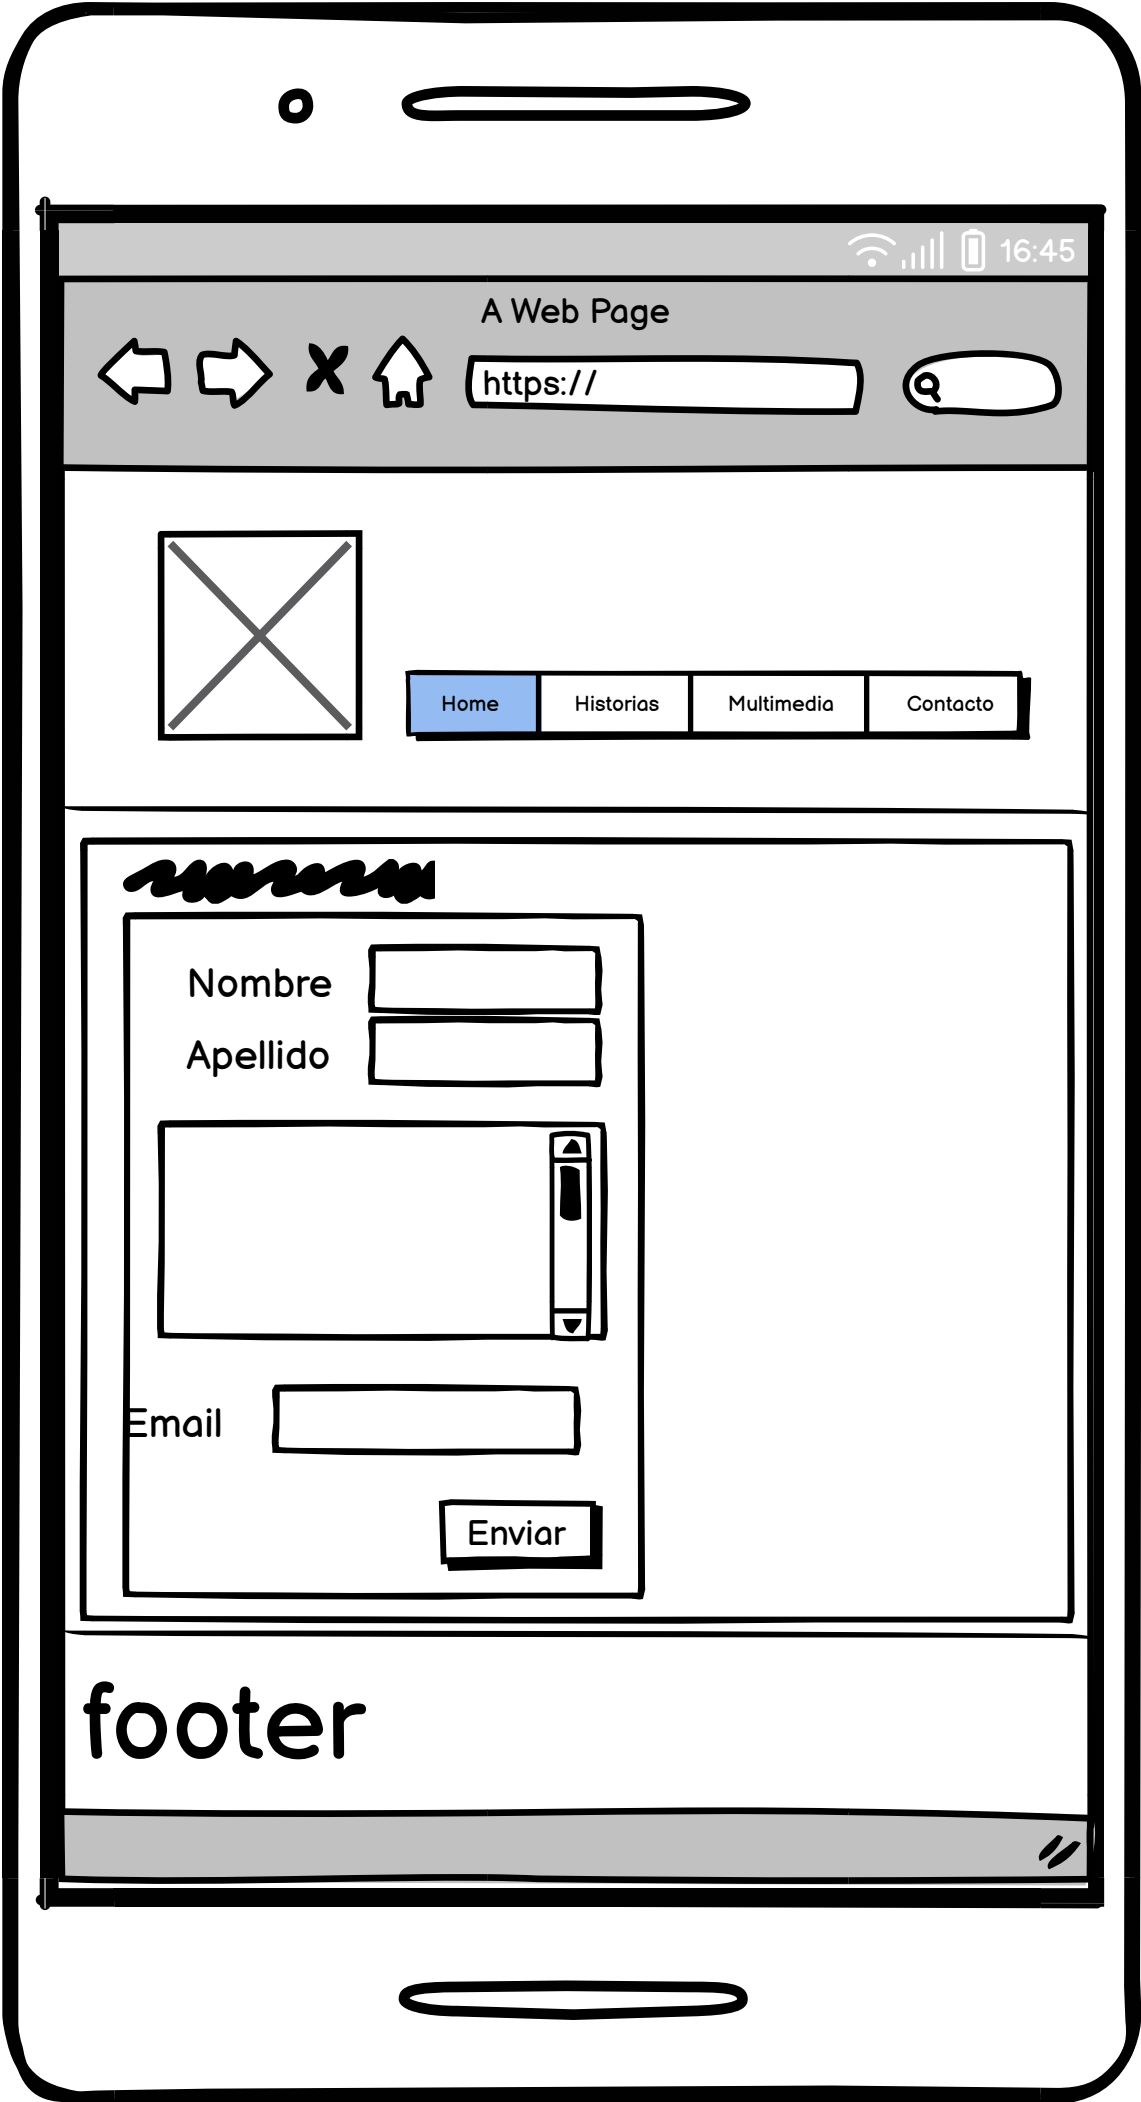 16:45
A Web Page
https://
Home Historias Multimedia Contacto
Nombre
Apellido
Email
Enviar
footer